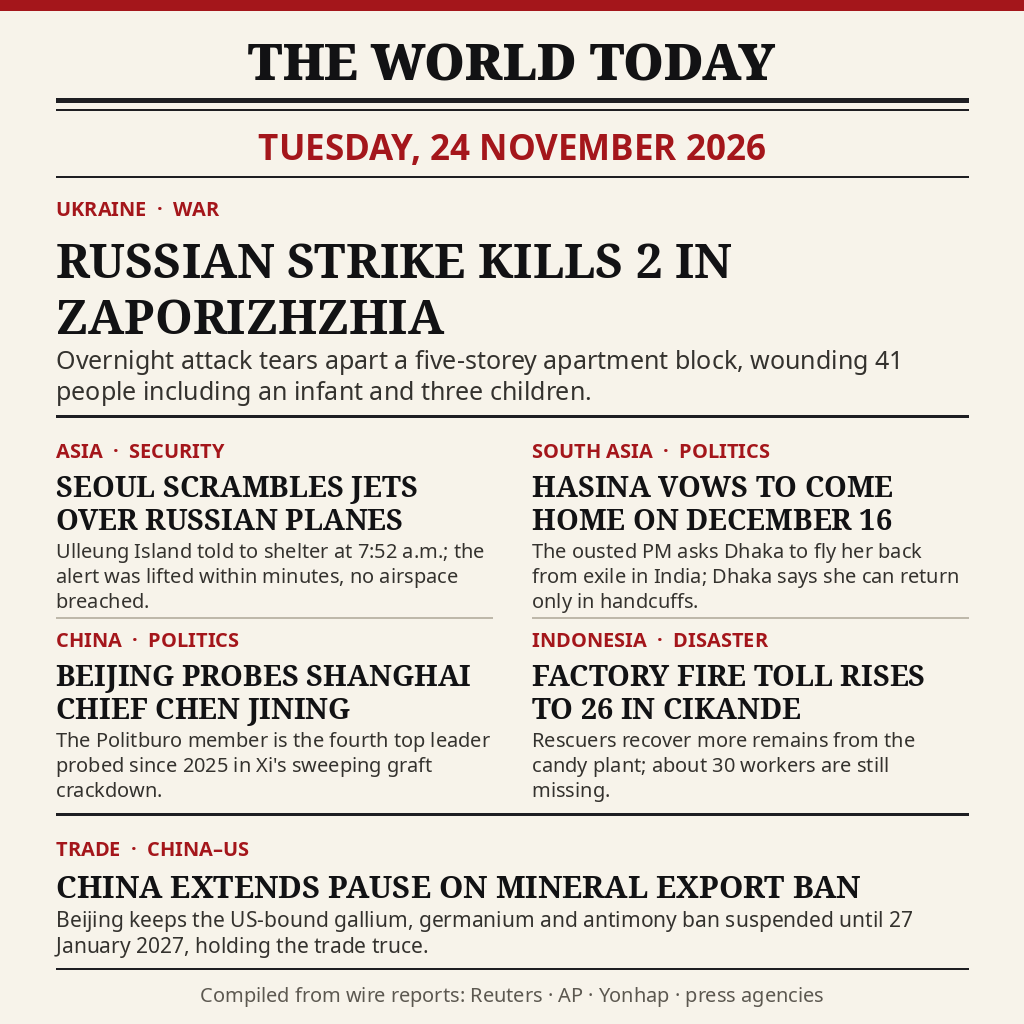 THE WORLD TODAY
TUESDAY, 24 NOVEMBER 2026
UKRAINE · WAR
RUSSIAN STRIKE KILLS 2 IN
ZAPORIZHZHIA
Overnight attack tears apart a five-storey apartment block, wounding 41
people including an infant and three children.
ASIA · SECURITY
SEOUL SCRAMBLES JETS
OVER RUSSIAN PLANES
Ulleung Island told to shelter at 7:52 a.m.; the
alert was lifted within minutes, no airspace
breached.
SOUTH ASIA · POLITICS
HASINA VOWS TO COME
HOME ON DECEMBER 16
The ousted PM asks Dhaka to fly her back
from exile in India; Dhaka says she can return
only in handcuffs.
CHINA · POLITICS
BEIJING PROBES SHANGHAI
CHIEF CHEN JINING
The Politburo member is the fourth top leader
probed since 2025 in Xi's sweeping graft
crackdown.
INDONESIA · DISASTER
FACTORY FIRE TOLL RISES
TO 26 IN CIKANDE
Rescuers recover more remains from the
candy plant; about 30 workers are still
missing.
TRADE · CHINA–US
CHINA EXTENDS PAUSE ON MINERAL EXPORT BAN
Beijing keeps the US-bound gallium, germanium and antimony ban suspended until 27
January 2027, holding the trade truce.
Compiled from wire reports: Reuters · AP · Yonhap · press agencies